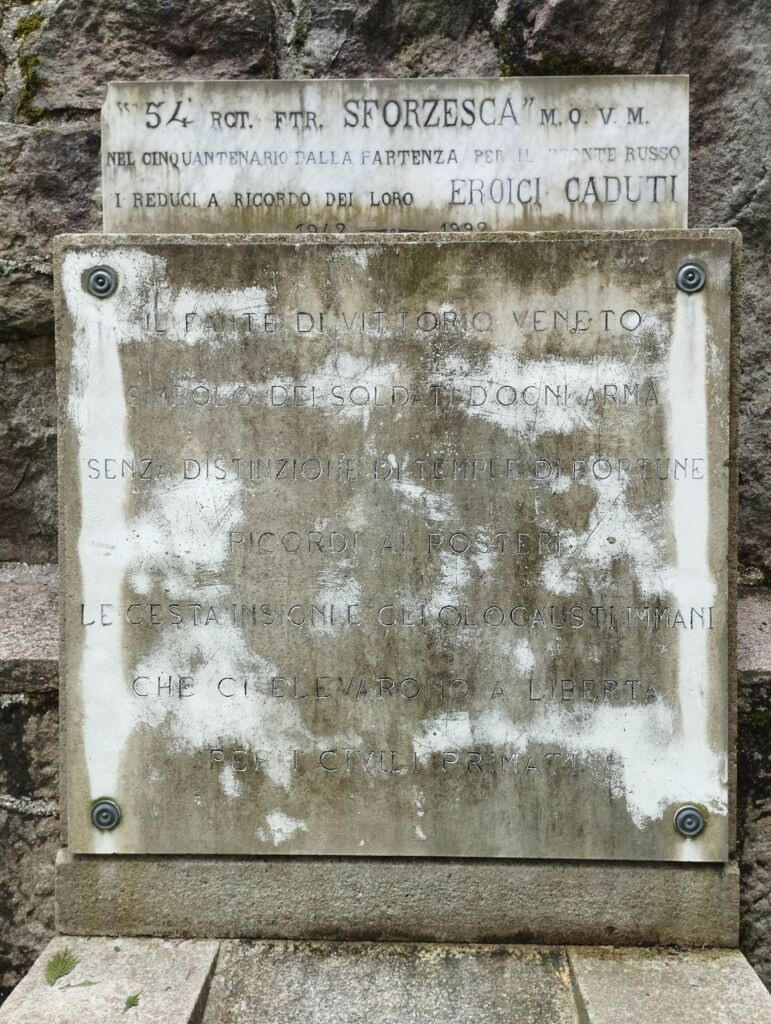 "54 RGT. FTR. SFORZESCA" M.O.V.M.
NEL CINQUANTENARIO DALLA PARTENZA PER IL FRONTE RUSSO
I REDUCI A RICORDO DEI LORO EROICI CADUTI
1942 — 1992
IL FANTE DI VITTORIO VENETO
SIMBOLO DEI SOLDATI D'OGNI ARMA
SENZA DISTINZIONE DI TEMPI E DI FORTUNE
RICORDI AI POSTERI
LE GESTA INSIGNI E GLI OLOCAUSTI IMMANI
CHE CI ELEVARONO A LIBERTA
PER I CIVILI PRIMATI